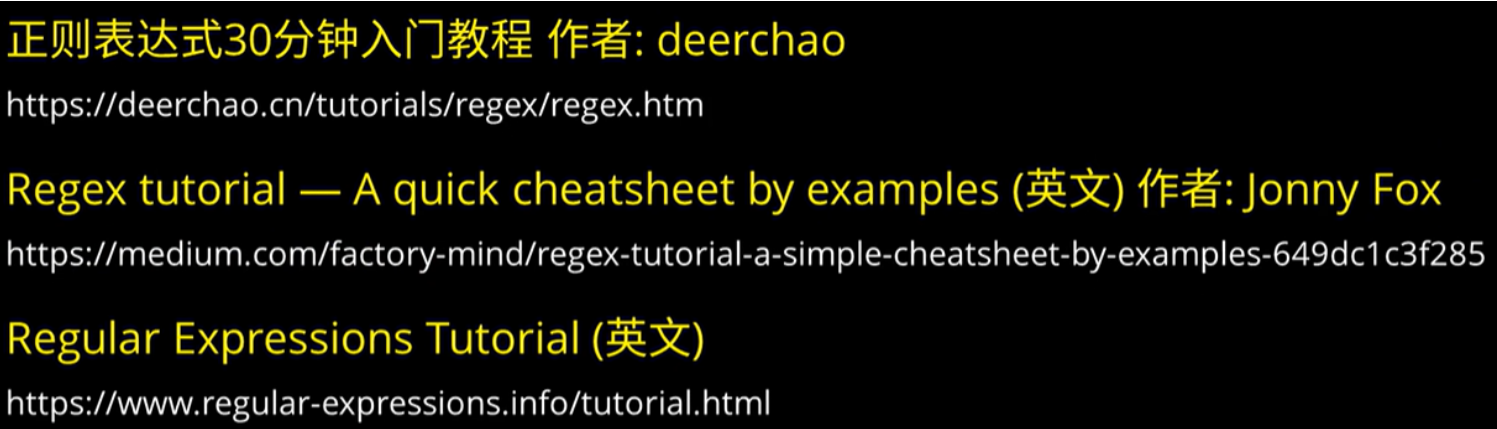 正则表达式30分钟入门教程 作者: deerchao
https://deerchao.cn/tutorials/regex/regex.htm
Regex tutorial — A quick cheatsheet by examples (英文) 作者: Jonny Fox
https://medium.com/factory-mind/regex-tutorial-a-simple-cheatsheet-by-examples-649dc1c3f285
Regular Expressions Tutorial (英文)
https://www.regular-expressions.info/tutorial.html